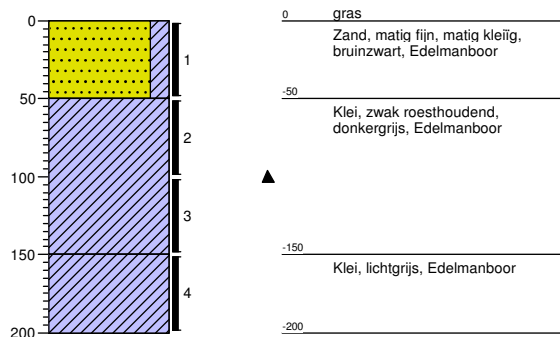 0
50
100
150
200
1
2
3
4
0 gras
Zand, matig fijn, matig kleiïg,
bruinzwart, Edelmanboor
-50
Klei, zwak roesthoudend,
donkergrijs, Edelmanboor
-150
Klei, lichtgrijs, Edelmanboor
-200